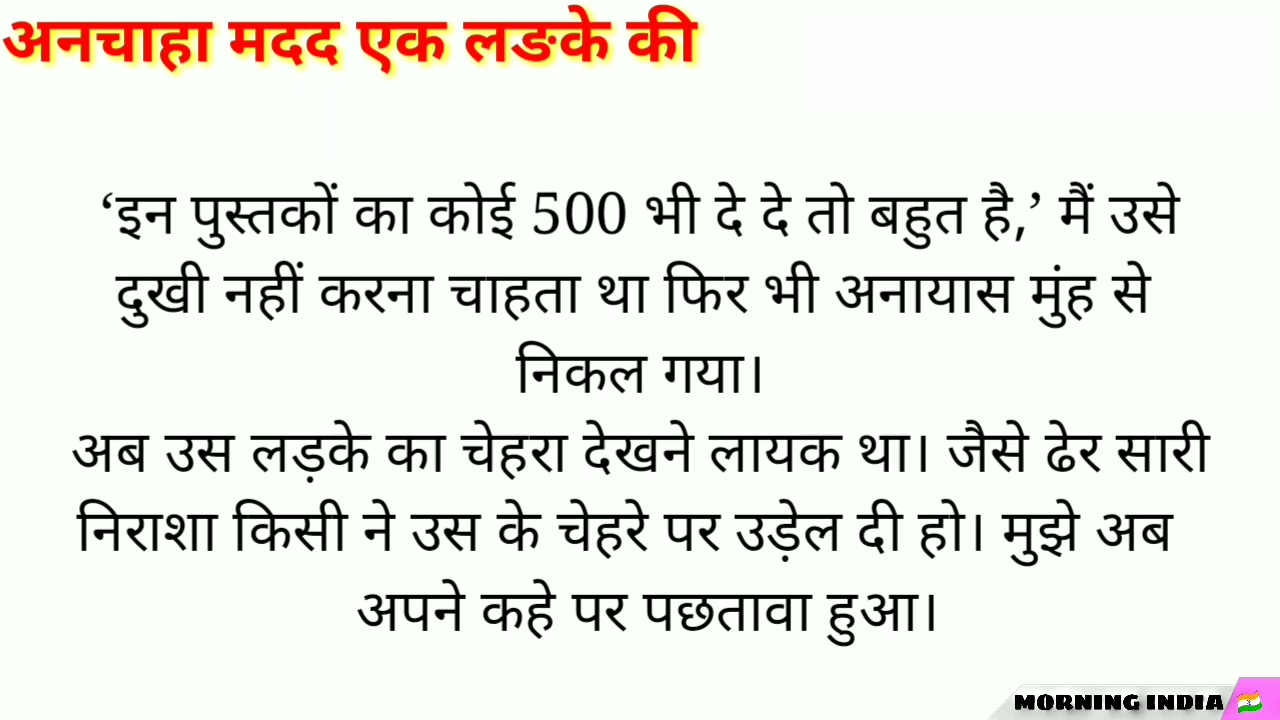 अनचाहा मदद एक लङके की
‘इन पुस्तकों का कोई 500 भी दे दे तो बहुत है,’ मैं उसे
दुखी नहीं करना चाहता था फिर भी अनायास मुंह से
निकल गया।
अब उस लड़के का चेहरा देखने लायक था। जैसे ढेर सारी
निराशा किसी ने उस के चेहरे पर उड़ेल दी हो। मुझे अब
अपने कहे पर पछतावा हुआ।
MORNING INDIA